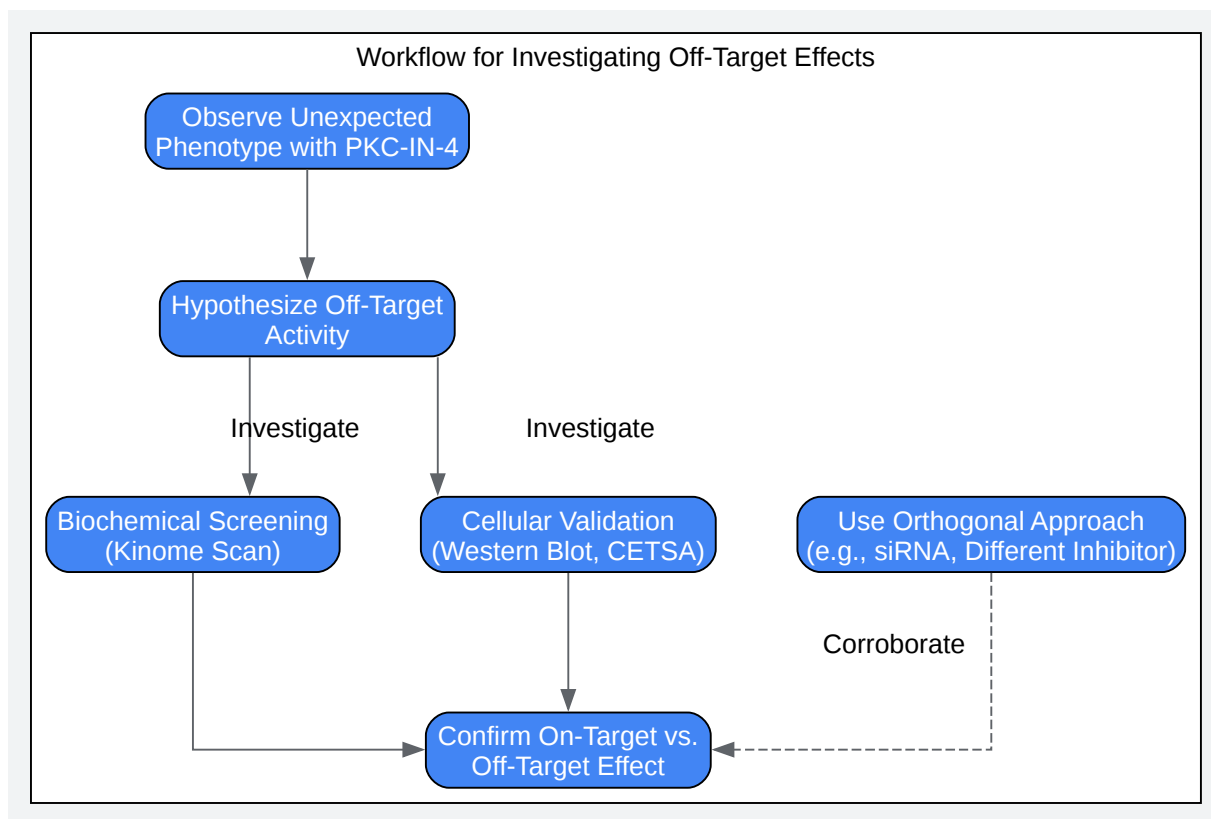 Workflow for Investigating Off-Target Effects
Observe Unexpected
Phenotype with PKC-IN-4
Hypothesize Off-Target
Activity
Investigate
Investigate
Biochemical Screening
(Kinome Scan)
Cellular Validation
(Western Blot, CETSA)
Use Orthogonal Approach
(e.g., siRNA, Different Inhibitor)
Corroborate
Confirm On-Target vs.
Off-Target Effect